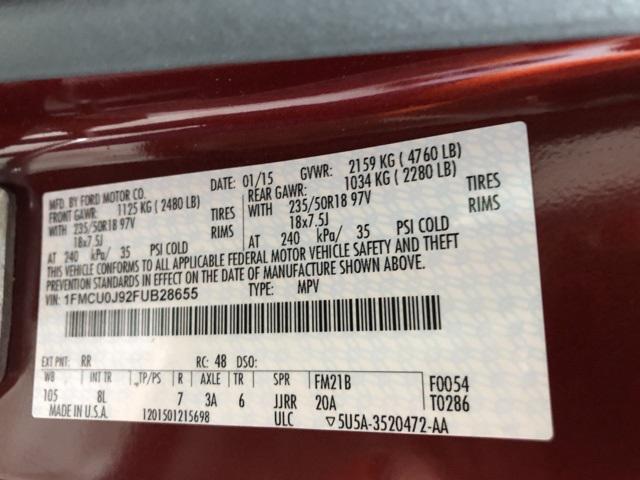 MFD. BY FORD MOTOR CO.
DATE: 01/15 GVWR: 2159 KG ( 4760 LB)
FRONT GAWR: 1125 KG ( 2480 LB)
REAR GAWR: 1034 KG ( 2280 LB)
WITH 235/50R18 97V TIRES
WITH 235/50R18 97V TIRES
18x7.5J RIMS
18x7.5J RIMS
AT 240 kPa/ 35 PSI COLD
AT 240 kPa/ 35 PSI COLD
THIS VEHICLE CONFORMS TO ALL APPLICABLE FEDERAL MOTOR VEHICLE SAFETY AND THEFT
PREVENTION STANDARDS IN EFFECT ON THE DATE OF MANUFACTURE SHOWN ABOVE.
VIN: 1FMCU0J92FUB28655 TYPE: MPV
EXT PNT: RR RC: 48 DSO:
WB INT TR TP/PS R AXLE TR SPR FM21B F0054
105 8L 7 3A 6 JJRR 20A T0286
MADE IN U.S.A. 1201501215698 ULC ▽5U5A-3520472-AA